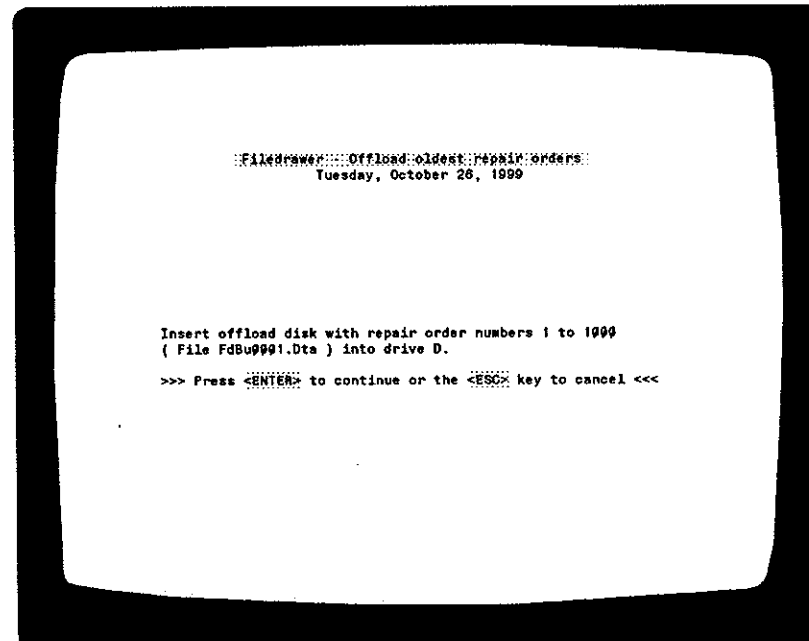 Filedrawer - Offload oldest repair orders
Tuesday, October 26, 1999
Insert offload disk with repair order numbers 1 to 1000
( File FdBu0001.Dta ) into drive D.
>>> Press <ENTER> to continue or the <ESC> key to cancel <<<